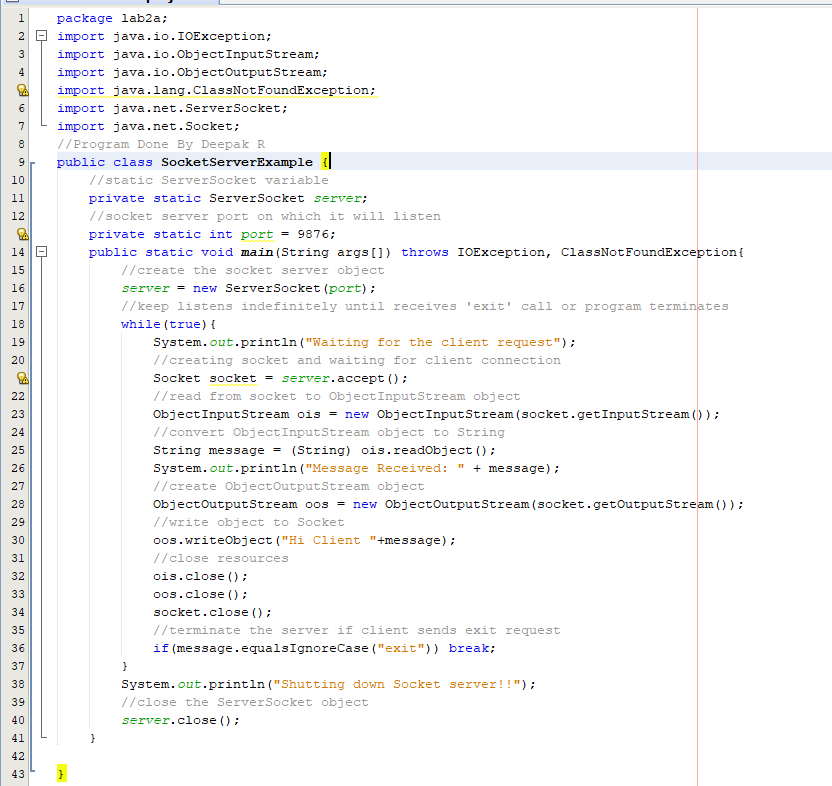 1 package lab2a;
2 import java.io.IOException;
3 import java.io.ObjectInputStream;
4 import java.io.ObjectOutputStream;
import java.lang.ClassNotFoundException;
6 import java.net.ServerSocket;
7 import java.net.Socket;
8 //Program Done By Deepak R
9 public class SocketServerExample {
10 //static ServerSocket variable
11 private static ServerSocket server;
12 //socket server port on which it will listen
private static int port = 9876;
14 public static void main(String args[]) throws IOException, ClassNotFoundException{
15 //create the socket server object
16 server = new ServerSocket(port);
17 //keep listens indefinitely until receives 'exit' call or program terminates
18 while(true){
19 System.out.println("Waiting for the client request");
20 //creating socket and waiting for client connection
Socket socket = server.accept();
22 //read from socket to ObjectInputStream object
23 ObjectInputStream ois = new ObjectInputStream(socket.getInputStream());
24 //convert ObjectInputStream object to String
25 String message = (String) ois.readObject();
26 System.out.println("Message Received: " + message);
27 //create ObjectOutputStream object
28 ObjectOutputStream oos = new ObjectOutputStream(socket.getOutputStream());
29 //write object to Socket
30 oos.writeObject("Hi Client "+message);
31 //close resources
32 ois.close();
33 oos.close();
34 socket.close();
35 //terminate the server if client sends exit request
36 if(message.equalsIgnoreCase("exit")) break;
37 }
38 System.out.println("Shutting down Socket server!!");
39 //close the ServerSocket object
40 server.close();
41 }
42
43 }